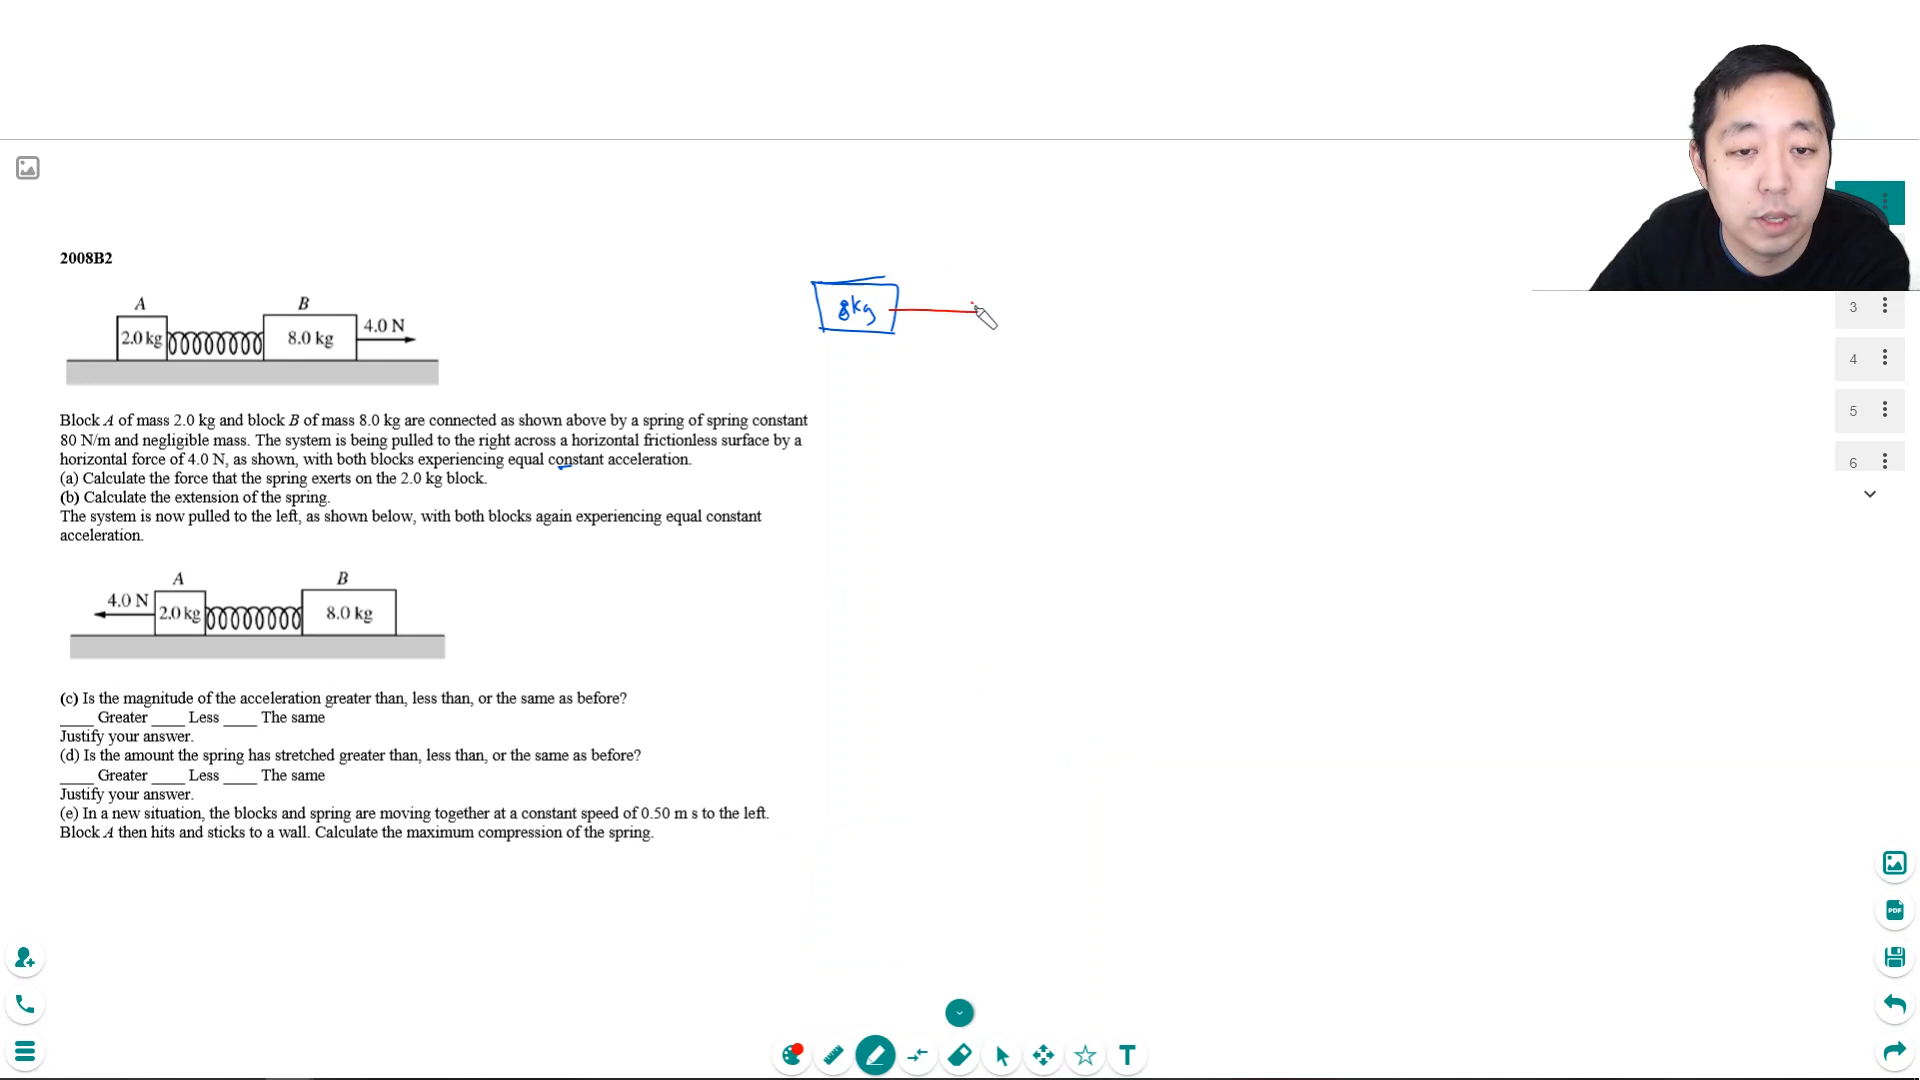 2008B2
A B
2.0 kg 8.0 kg 4.0 N
8kg
Block A of mass 2.0 kg and block B of mass 8.0 kg are connected as shown above by a spring of spring constant
80 N/m and negligible mass. The system is being pulled to the right across a horizontal frictionless surface by a
horizontal force of 4.0 N, as shown, with both blocks experiencing equal constant acceleration.
(a) Calculate the force that the spring exerts on the 2.0 kg block.
(b) Calculate the extension of the spring.
The system is now pulled to the left, as shown below, with both blocks again experiencing equal constant
acceleration.
A B
4.0 N 2.0 kg 8.0 kg
(c) Is the magnitude of the acceleration greater than, less than, or the same as before?
____ Greater ____ Less ____ The same
Justify your answer.
(d) Is the amount the spring has stretched greater than, less than, or the same as before?
____ Greater ____ Less ____ The same
Justify your answer.
(e) In a new situation, the blocks and spring are moving together at a constant speed of 0.50 m s to the left.
Block A then hits and sticks to a wall. Calculate the maximum compression of the spring.
3
4
5
6
PDF
T